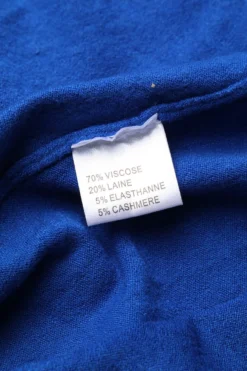 70% VISCOSE
20% LAINE
5% ELASTHANNE
5% CASHMERE